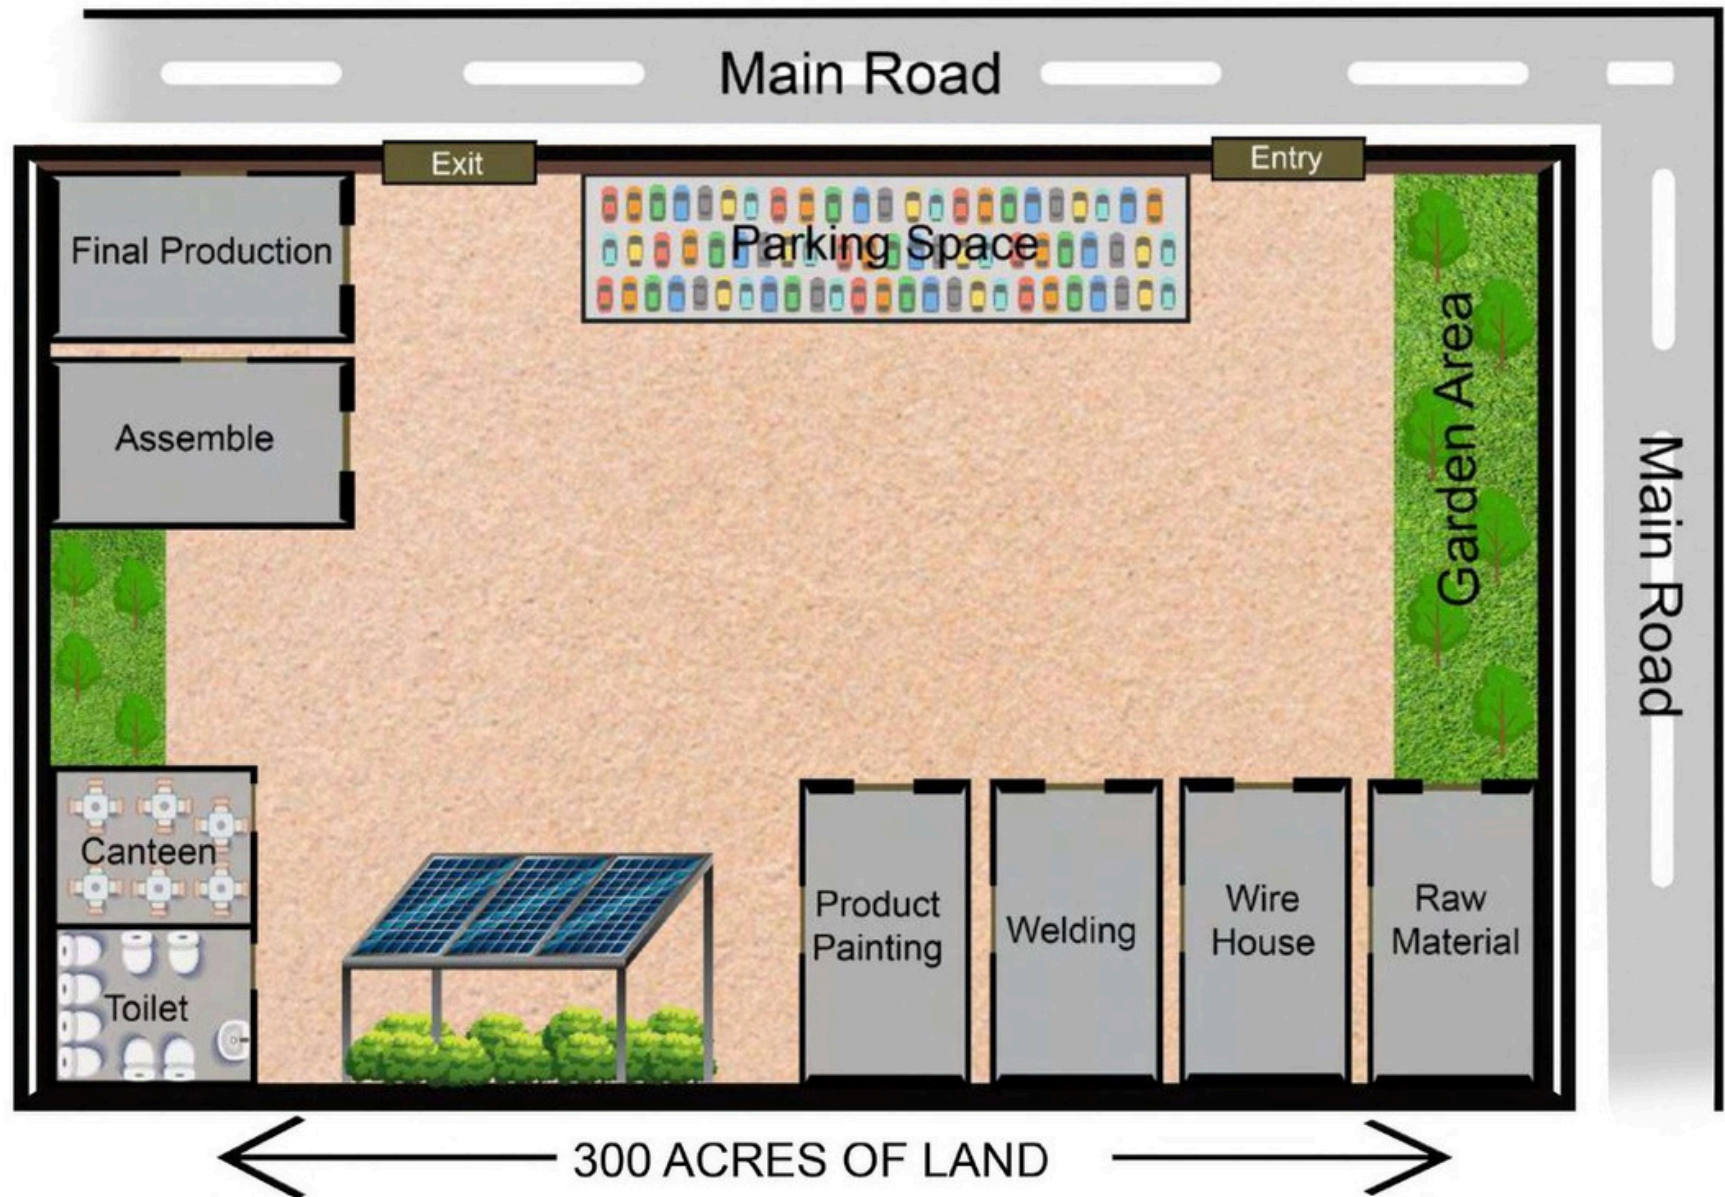 Main Road
Exit
Entry
Final Production
Parking Space
Assemble
Garden Area
Main Road
Canteen
Toilet
Product
Painting
Welding
Wire
House
Raw
Material
300 ACRES OF LAND